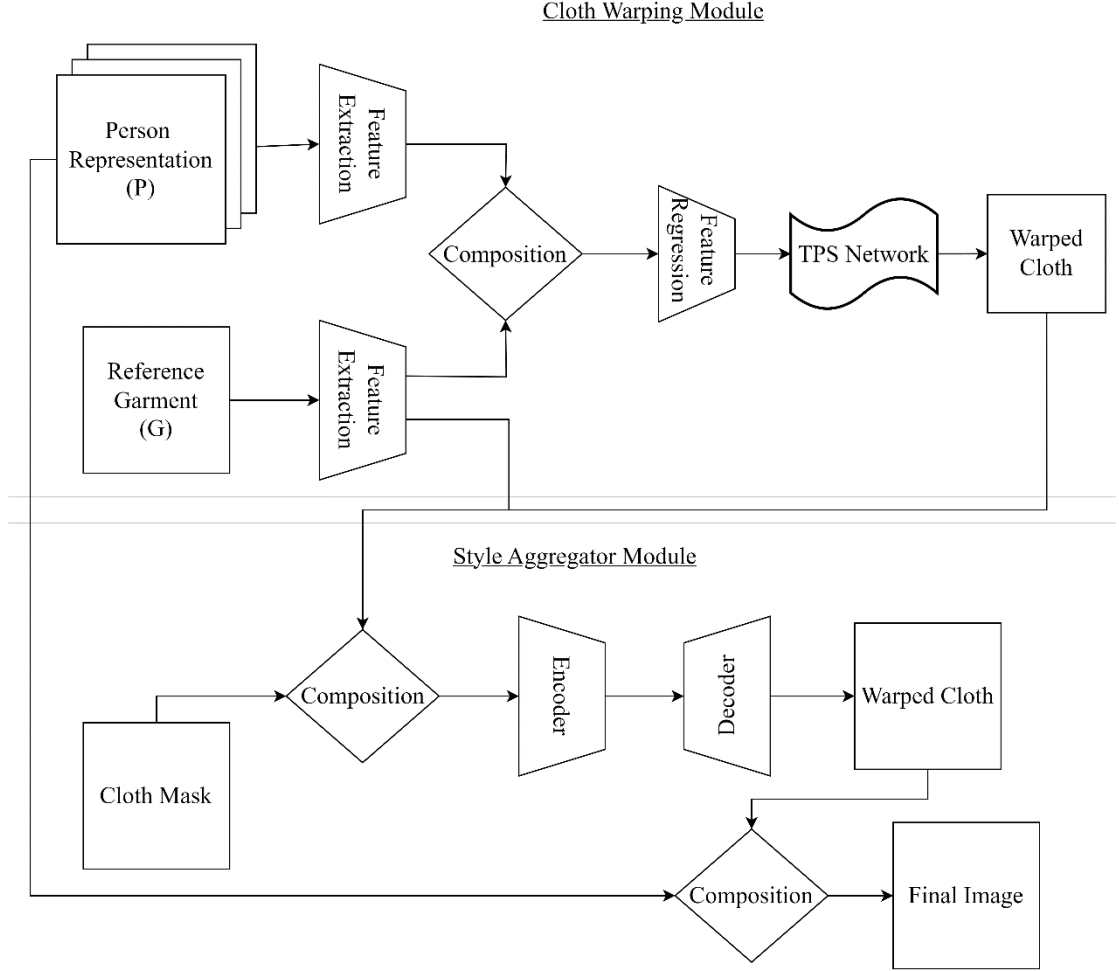 Cloth Warping Module
Person
Representation
(P)
Feature
Extraction
Composition
Feature
Regression
TPS Network
Warped
Cloth
Reference
Garment
(G)
Feature
Extraction
Style Aggregator Module
Cloth Mask
Composition
Encoder
Decoder
Warped Cloth
Composition
Final Image